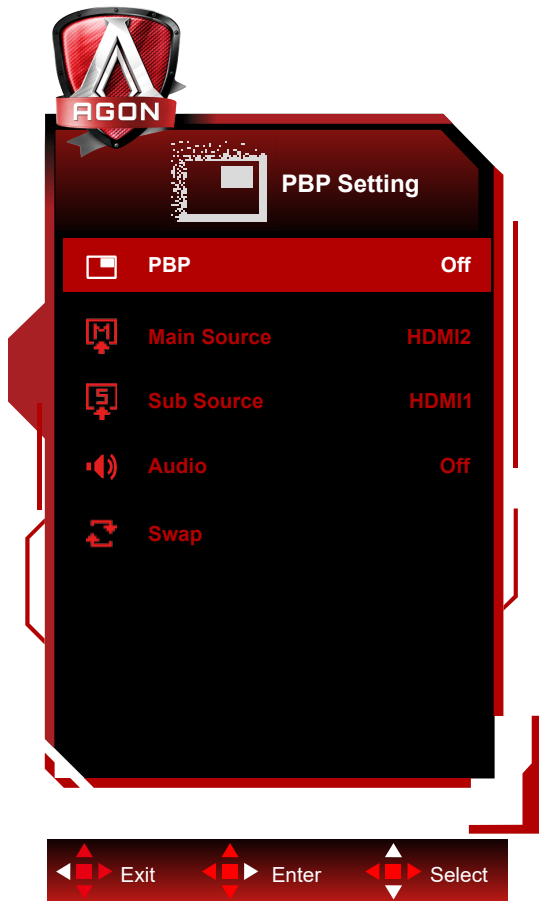 AGON
PBP Setting
PBP Off
M Main Source HDMI2
S Sub Source HDMI1
Audio Off
Swap
Exit Enter Select